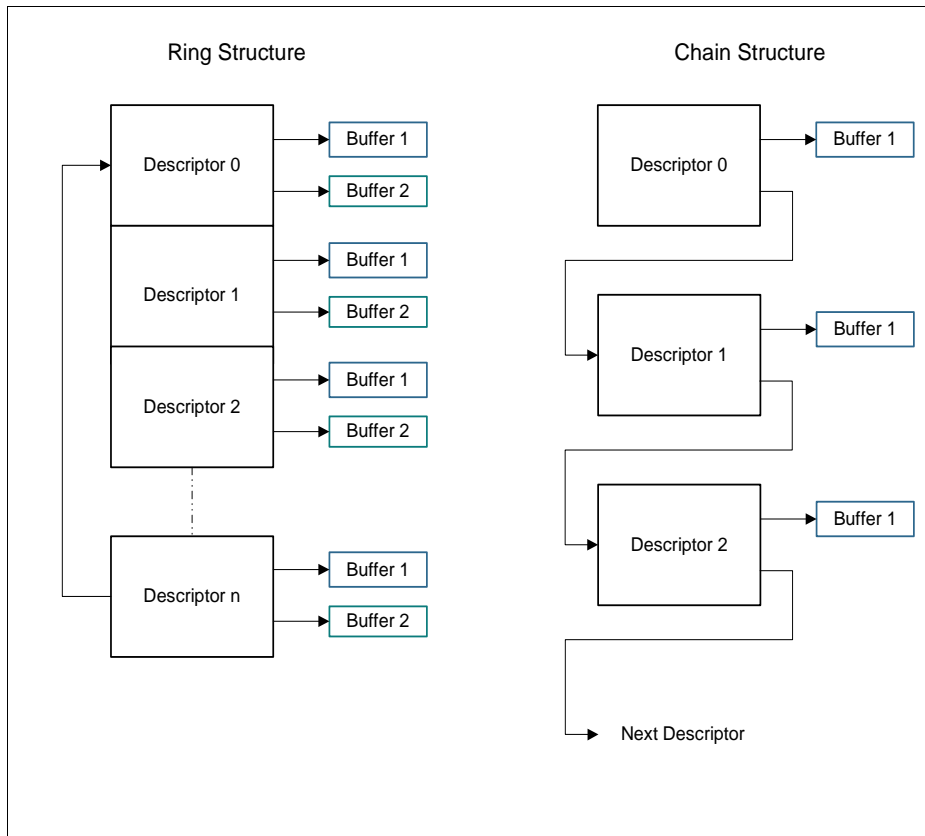 Ring Structure
Descriptor 0
Buffer 1
Buffer 2
Descriptor 1
Buffer 1
Buffer 2
Descriptor 2
Buffer 1
Buffer 2
Descriptor n
Buffer 1
Buffer 2
Chain Structure
Descriptor 0
Buffer 1
Descriptor 1
Buffer 1
Descriptor 2
Buffer 1
Next Descriptor